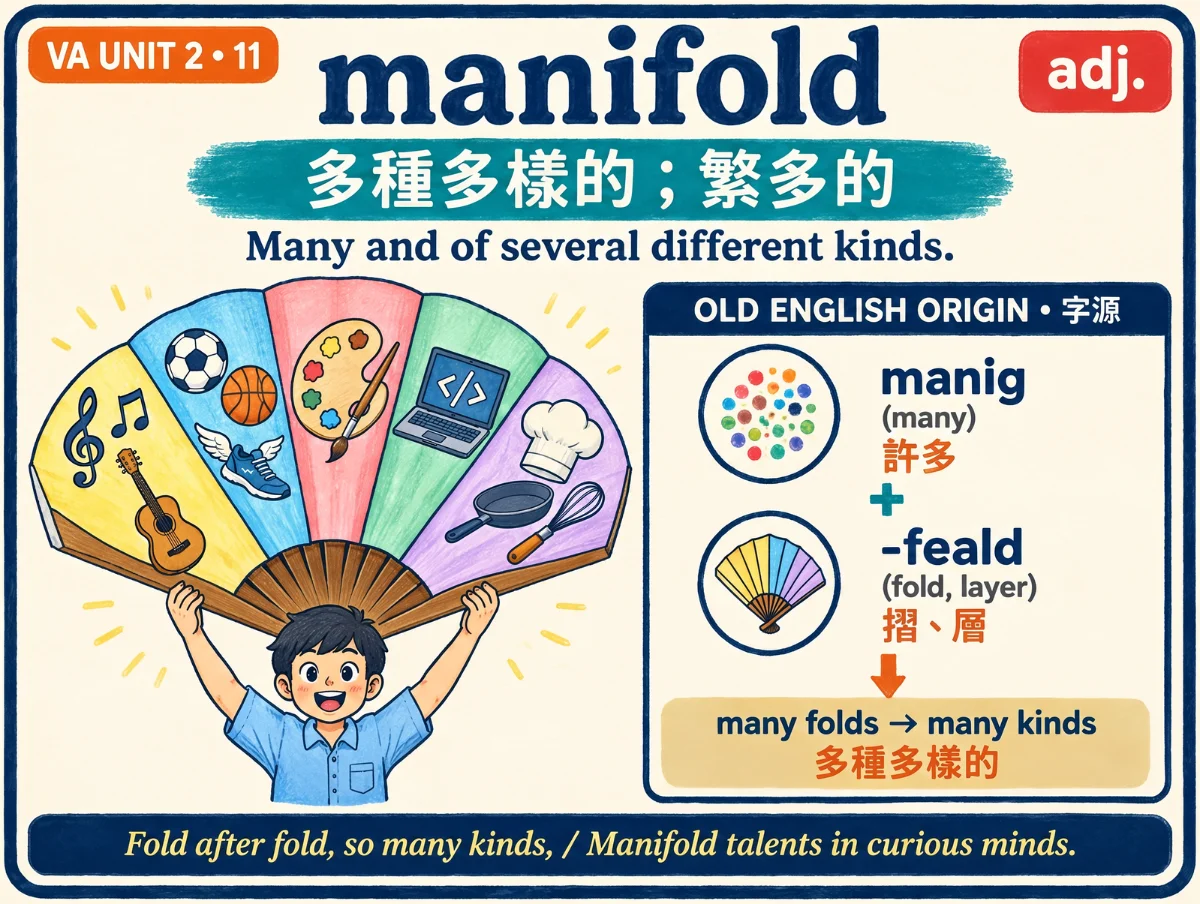 VA UNIT 2 • 11
manifold
adj.
多種多樣的；繁多的
Many and of several different kinds.
</>
OLD ENGLISH ORIGIN • 字源
manig
(many)
許多
+
-feald
(fold, layer)
摺、層
many folds → many kinds
多種多樣的
Fold after fold, so many kinds, / Manifold talents in curious minds.